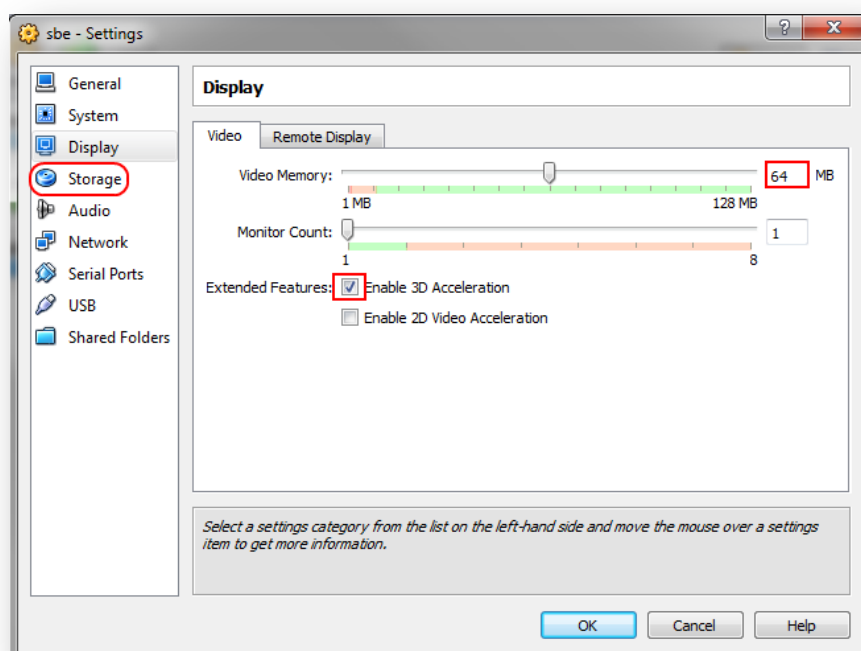 sbe - Settings
?
X
General
System
Display
Storage
Audio
Network
Serial Ports
USB
Shared Folders
Display
Video
Remote Display
Video Memory:
64 MB
1 MB
128 MB
Monitor Count:
1
1
8
Extended Features:
Enable 3D Acceleration
Enable 2D Video Acceleration
Select a settings category from the list on the left-hand side and move the mouse over a settings
item to get more information.
OK
Cancel
Help